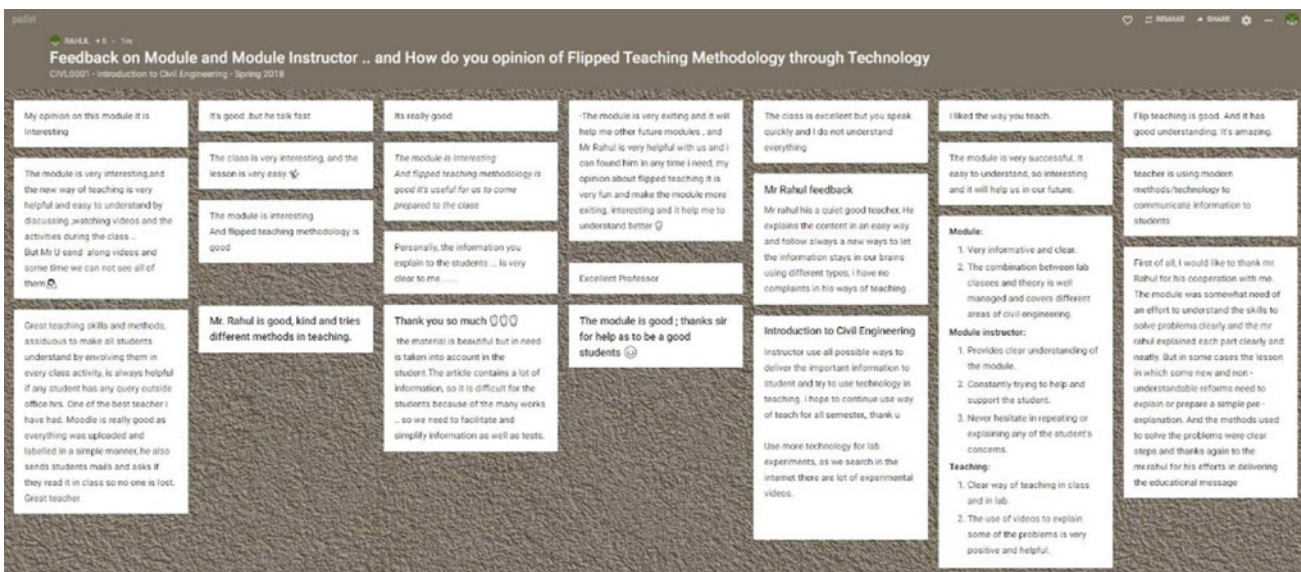 padlet
REMAKE
SHARE
RAHUL +8 • 1m
Feedback on Module and Module Instructor .. and How do you opinion of Flipped Teaching Methodology through Technology
CIVL0001 - Introduction to Civil Engineering - Spring 2018
My opinion on this module it is
Interesting
The module is very interesting,and
the new way of teaching is very
helpful and easy to understand by
discussing ,watching videos and the
activities during the class ..
But Mr U send along videos and
some time we can not see all of
them
Great teaching skills and methods,
assiduous to make all students
understand by envolving them in
every class activity, is always helpful
if any student has any query outside
office hrs. One of the best teacher i
have had. Moodle is really good as
everything was uploaded and
labelled in a simple manner, he also
sends students mails and asks if
they read it in class so no one is lost.
Great teacher
It's good .but he talk fast
The class is very interesting, and the
lesson is very easy.
The module is interesting
And flipped teaching methodology is
good
Mr. Rahul is good, kind and tries
different methods in teaching.
Its really good
The module is interesting
And flipped teaching methodology is
good it's useful for us to come
prepared to the class
Personally, the information you
explain to the students ... is very
clear to me .......
Thank you so much
the material is beautiful but in need
is taken into account in the
student.The article contains a lot of
information, so it is difficult for the
students because of the many works
.. so we need to facilitate and
simplify information as well as tests.
-The module is very exiting and it will
help me other future modules , and
Mr Rahul is very helpful with us and i
can found him in any time i need, my
opinion about flipped teaching it is
very fun and make the module more
exiting, interesting and it help me to
understand better
Excellent Professor
The module is good ; thanks sir
for help as to be a good
students
The class is excellent but you speak
quickly and I do not understand
everything
Mr Rahul feedback
Mr rahul his a quiet good teacher, He
explains the content in an easy way
and follow always a new ways to let
the information stays in our brains
using different types, i have no
complaints in his ways of teaching .
Introduction to Civil Engineering
Instructor use all possible ways to
deliver the important information to
student and try to use technology in
teaching. i hope to continue use way
of teach for all semester, thank u
Use more technology for lab
experiments, as we search in the
internet there are lot of experimental
videos.
I liked the way you teach.
The module is very successful, it
easy to understand, so interesting
and it will help us in our future.
Module:
1. Very informative and clear.
2. The combination between lab
classes and theory is well
managed and covers different
areas of civil engineering.
Module instructor:
1. Provides clear understanding of
the module.
2. Constantly trying to help and
support the student.
3. Never hesitate in repeating or
explaining any of the student's
concerns.
Teaching:
1. Clear way of teaching in class
and in lab.
2. The use of videos to explain
some of the problems is very
positive and helpful.
Flip teaching is good. And it has
good understanding. It's amazing.
teacher is using modern
methods/technology to
communicate information to
students
First of all, I would like to thank mr.
Rahul for his cooperation with me.
The module was somewhat need of
an effort to understand the skills to
solve problems clearly.and the mr
rahul explained each part clearly and
neatly. But in some cases the lesson
in which some new and non -
understandable reforms need to
explain or prepare a simple pre-
explanation. And the methods used
to solve the problems were clear
steps and thanks again to the
mr.rahul for his efforts in delivering
the educational message